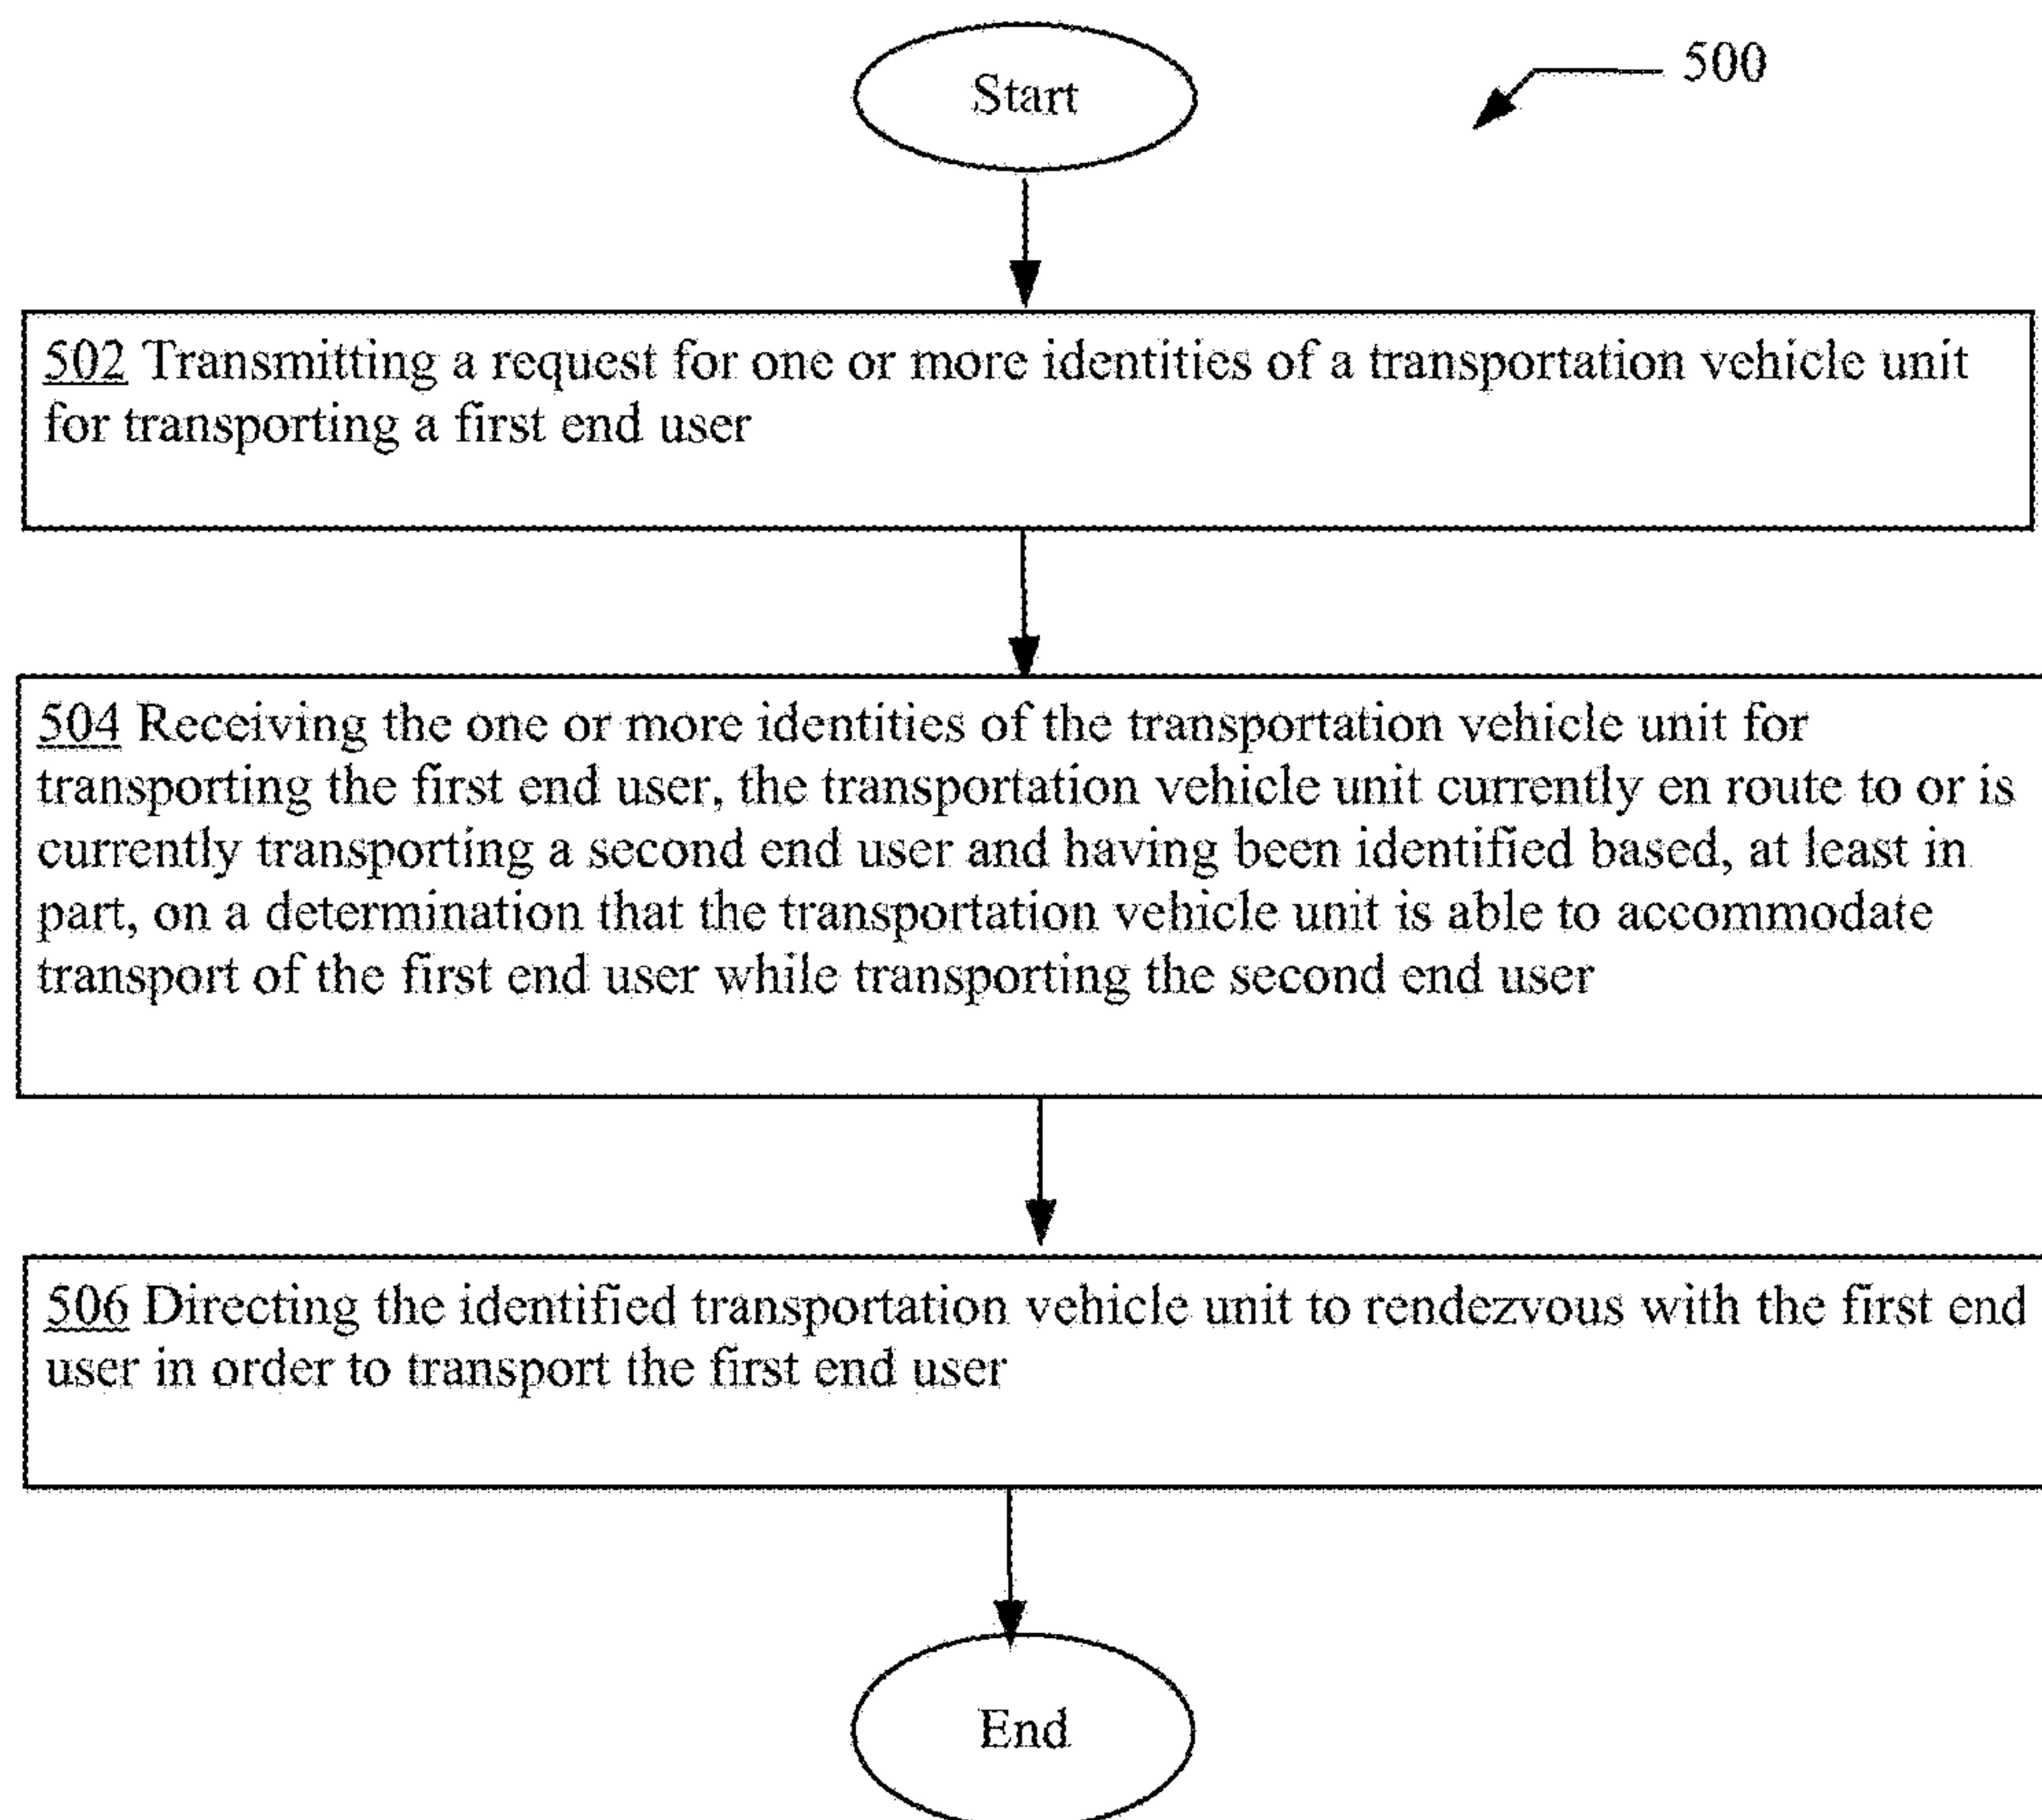 Start
500
502 Transmitting a request for one or more identities of a transportation vehicle unit
for transporting a first end user
504 Receiving the one or more identities of the transportation vehicle unit for
transporting the first end user, the transportation vehicle unit currently en route to or is
currently transporting a second end user and having been identified based, at least in
part, on a determination that the transportation vehicle unit is able to accommodate
transport of the first end user while transporting the second end user
506 Directing the identified transportation vehicle unit to rendezvous with the first end
user in order to transport the first end user
End